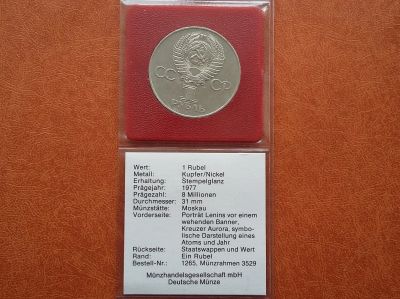 СС СР
РУБЛЬ
Wert: 1 Rubel
Metall: Kupfer/Nickel
Erhaltung: Stempelglanz
Prägejahr: 1977
Prägezahl: 8 Millionen
Durchmesser: 31 mm
Münzstätte: Moskau
Vorderseite: Porträt Lenins vor einem
wehenden Banner,
Kreuzer Aurora, symbo-
lische Darstellung eines
Atoms und Jahr
Rückseite: Staatswappen und Wert
Rand: Ein Rubel
Bestell-Nr.: 1265, Münzrahmen 3529
Münzhandelsgesellschaft mbH
Deutsche Münze